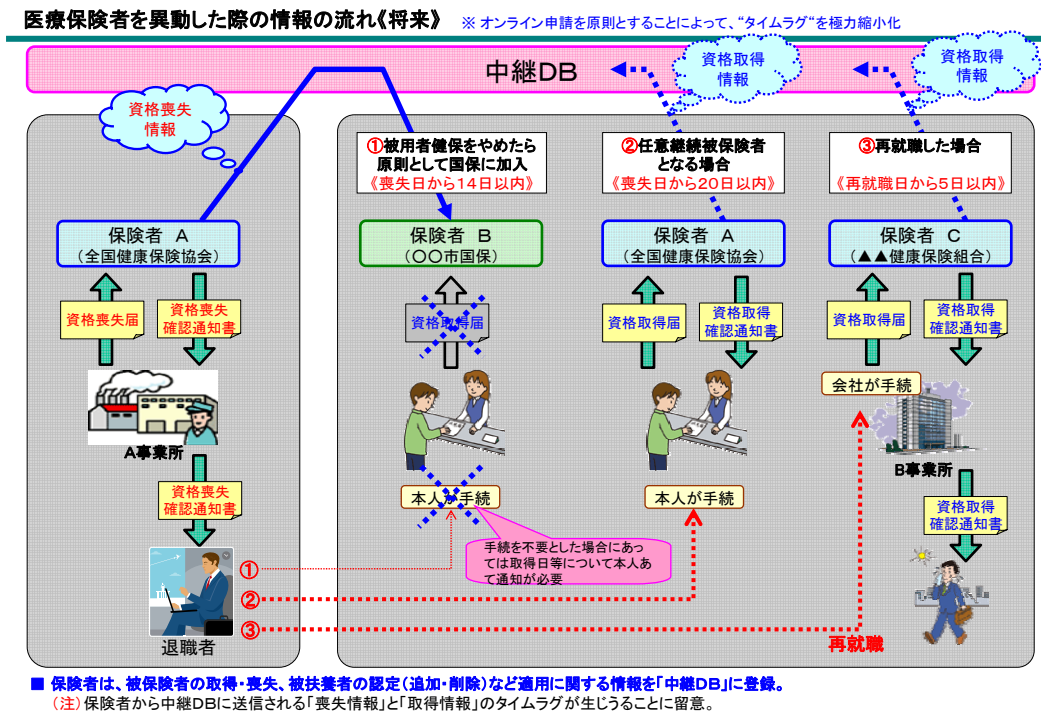 医療保険者を異動した際の情報の流れ《将来》 ※ オンライン申請を原則とすることによって、“タイムラグ“を極力縮小化
中継DB
資格取得
情報
資格取得
情報
資格喪失
情報
①被用者健保をやめたら
原則として国保に加入
《喪失日から14日以内》
②任意継続被保険者
となる場合
《喪失日から20日以内》
③再就職した場合
《再就職日から5日以内》
保険者 A
(全国健康保険協会)
保険者 B
(〇〇市国保)
保険者 A
(全国健康保険協会)
保険者 C
(▲▲健康保険組合)
資格喪失届
資格喪失
確認通知書
資格取得届
資格取得届
資格取得
確認通知書
資格取得届
資格取得
確認通知書
会社が手続
A事業所
B事業所
資格喪失
確認通知書
本人が手続
本人が手続
資格取得
確認通知書
手続を不要とした場合にあっ
ては取得日等について本人あ
て通知が必要
①
②
③
退職者
再就職
■ 保険者は、被保険者の取得・喪失、被扶養者の認定(追加・削除)など適用に関する情報を「中継DB」に登録。
(注)保険者から中継DBに送信される「喪失情報」と「取得情報」のタイムラグが生じうることに留意。